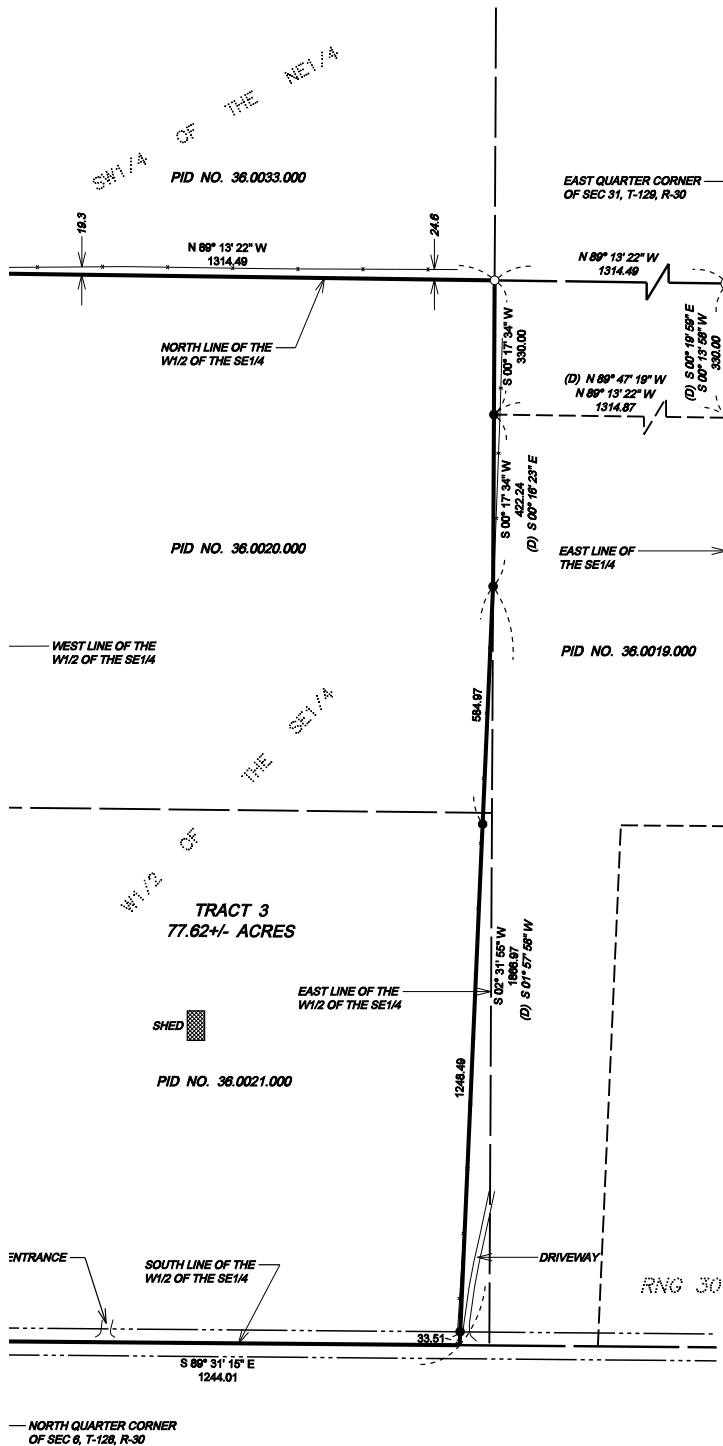 SW1/4 OF THE NE1/4
PID NO. 36.0033.000
EAST QUARTER CORNER
OF SEC 31, T-129, R-30
19.3
N 89° 13' 22" W
1314.49
24.6
N 89° 13' 22" W
1314.49
NORTH LINE OF THE
W1/2 OF THE SE1/4
S 00° 17' 34" W
330.00
(D) S 00° 19' 59" E
S 00° 13' 58" W
330.00
(D) N 89° 47' 19" W
N 89° 13' 22" W
1314.87
S 00° 17' 34" W
422.24
(D) S 00° 16' 23" E
PID NO. 36.0020.000
EAST LINE OF
THE SE1/4
WEST LINE OF THE
W1/2 OF THE SE1/4
PID NO. 36.0019.000
584.97
W1/2 OF THE SE1/4
TRACT 3
77.62+/- ACRES
S 02° 31' 55" W
1866.97
(D) S 01° 57' 58" W
EAST LINE OF THE
W1/2 OF THE SE1/4
SHED
PID NO. 36.0021.000
1248.49
ENTRANCE
SOUTH LINE OF THE
W1/2 OF THE SE1/4
DRIVEWAY
RNG 30
33.51
S 89° 31' 15" E
1244.01
NORTH QUARTER CORNER
OF SEC 6, T-128, R-30